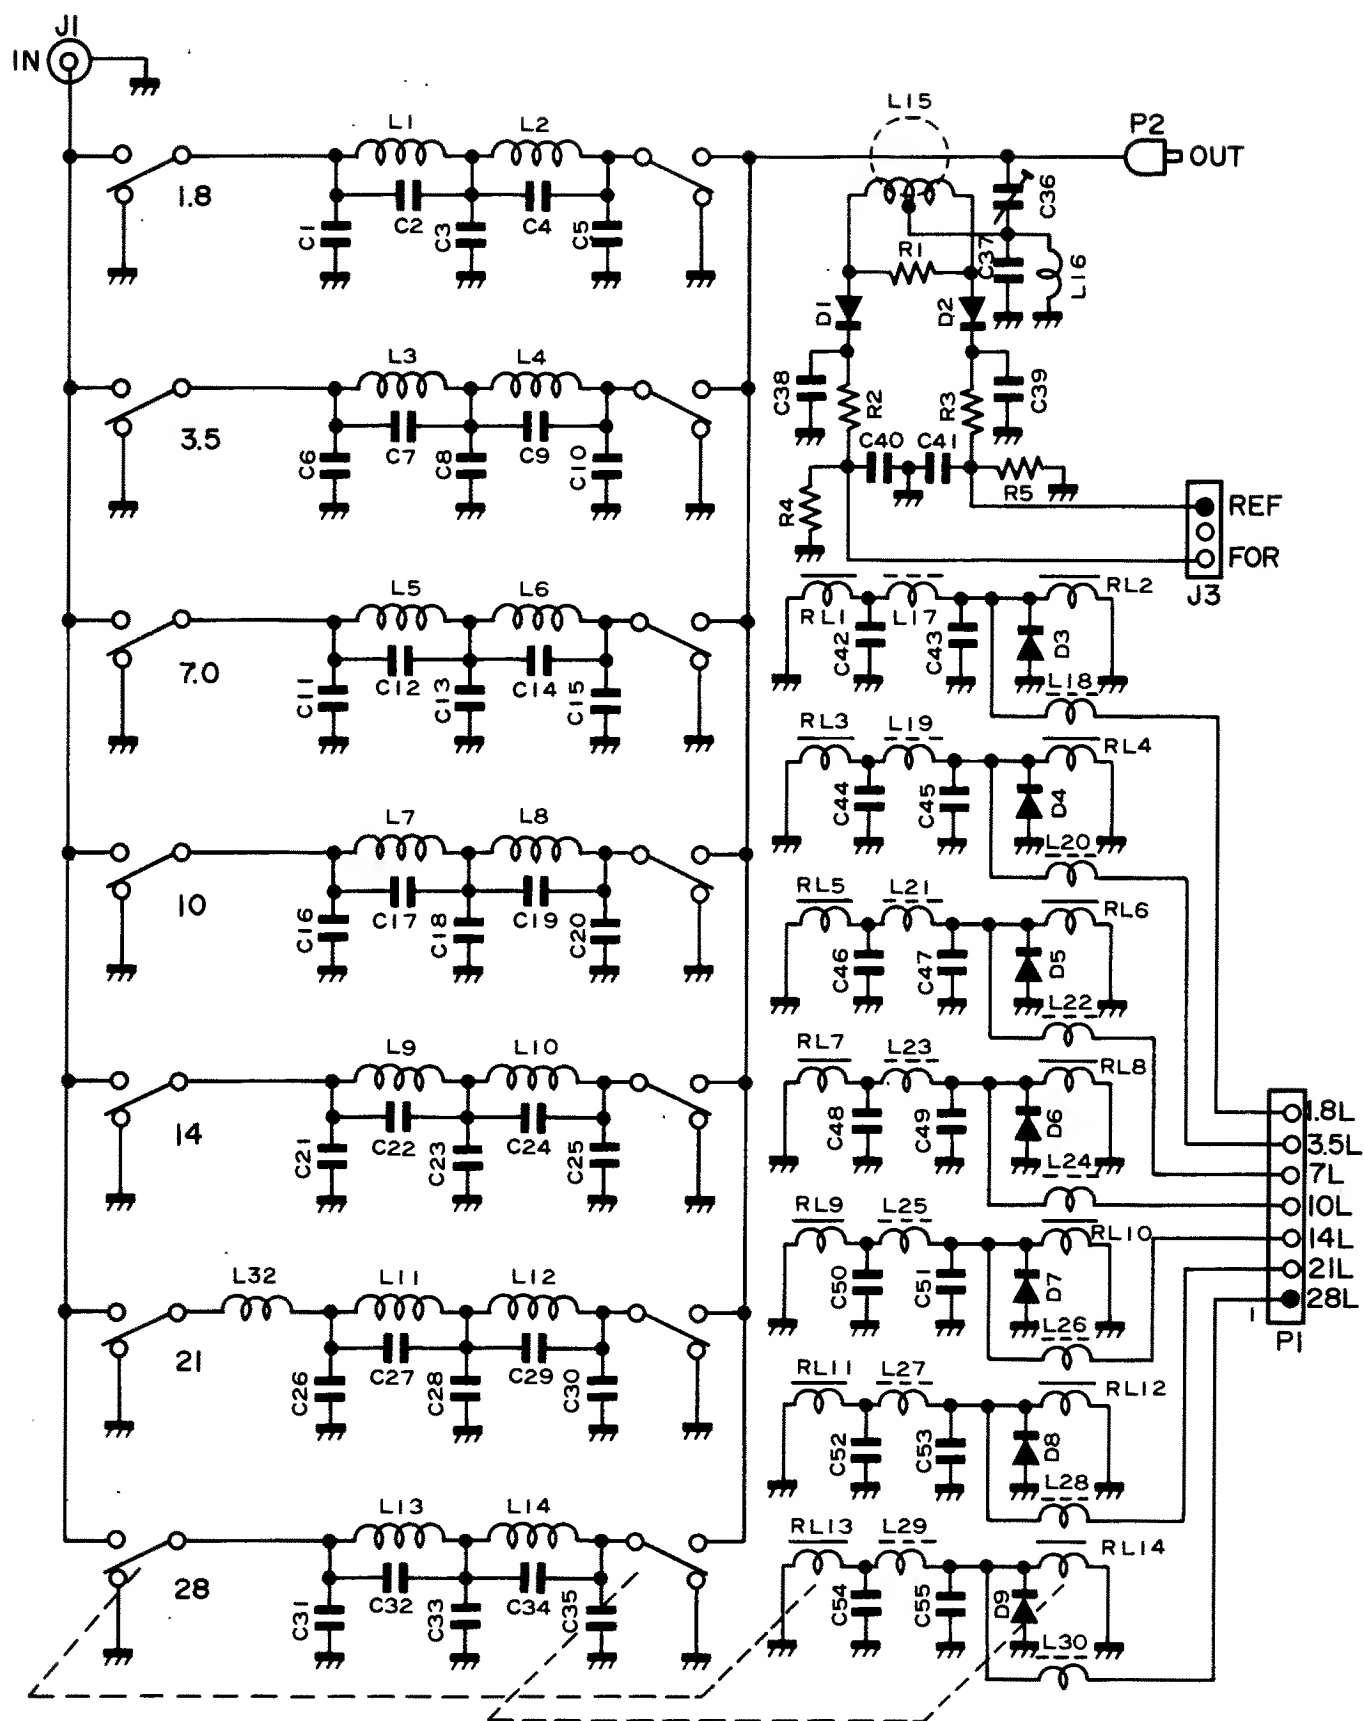 J1
IN
L1 L2
1.8
C1 C2 C3 C4 C5
L15
P2
OUT
C36
C37
L16
R1
D1 D2
C38 R2 R3 C39
C40 C41
R4 R5
REF
FOR
J3
L3 L4
3.5
C6 C7 C8 C9 C10
L5 L6
7.0
C11 C12 C13 C14 C15
L7 L8
10
C16 C17 C18 C19 C20
L9 L10
14
C21 C22 C23 C24 C25
L32 L11 L12
21
C26 C27 C28 C29 C30
L13 L14
28
C31 C32 C33 C34 C35
RL1 L17 RL2
C42 C43 D3
L18
RL3 L19 RL4
C44 C45 D4
L20
RL5 L21 RL6
C46 C47 D5
L22
RL7 L23 RL8
C48 C49 D6
L24
RL9 L25 RL10
C50 C51 D7
L26
RL11 L27 RL12
C52 C53 D8
L28
RL13 L29 RL14
C54 C55 D9
L30
1.8L
3.5L
7L
10L
14L
21L
28L
1
P1